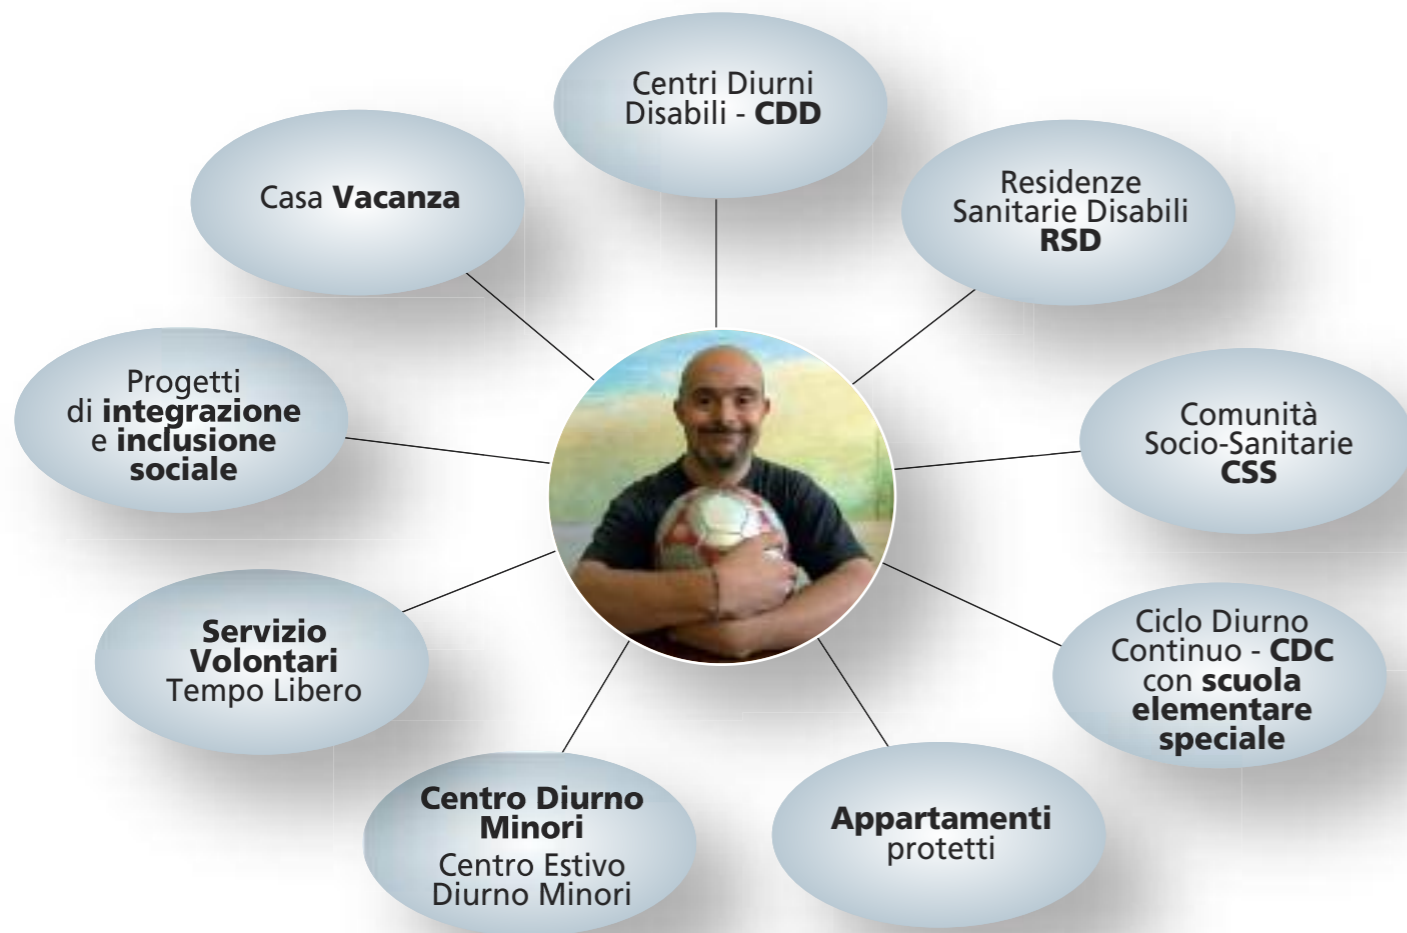 Centri Diurni
Disabili - CDD
Residenze
Sanitarie Disabili
RSD
Comunità
Socio-Sanitarie
CSS
Ciclo Diurno
Continuo - CDC
con scuola
elementare
speciale
Appartamenti
protetti
Centro Diurno
Minori
Centro Estivo
Diurno Minori
Servizio
Volontari
Tempo Libero
Progetti
di integrazione
e inclusione
sociale
Casa Vacanza